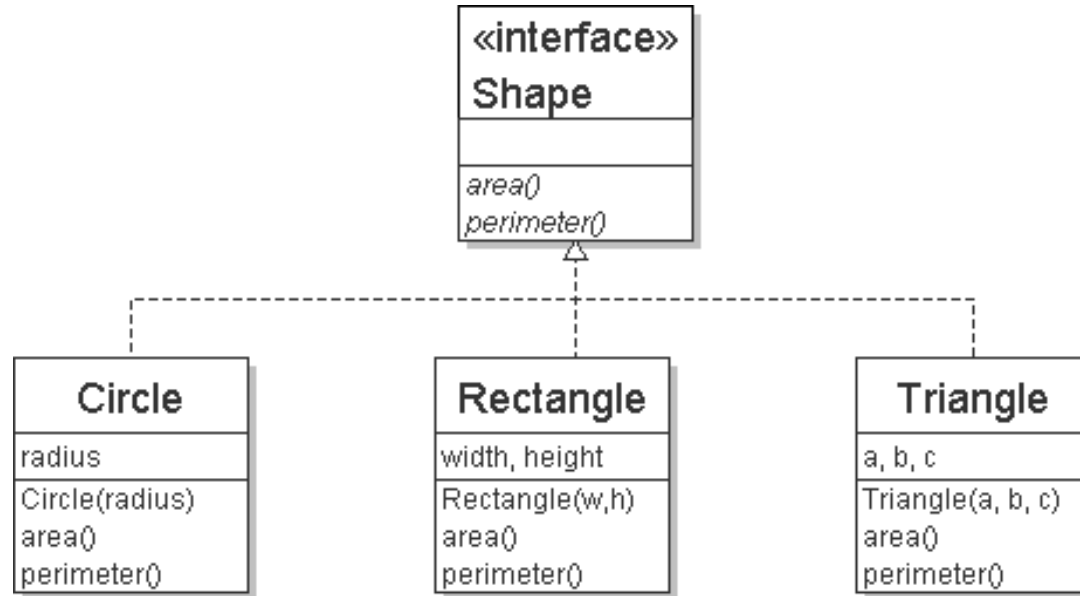 «interface»
Shape
area()
perimeter()
Circle
radius
Circle(radius)
area()
perimeter()
Rectangle
width, height
Rectangle(w,h)
area()
perimeter()
Triangle
a, b, c
Triangle(a, b, c)
area()
perimeter()